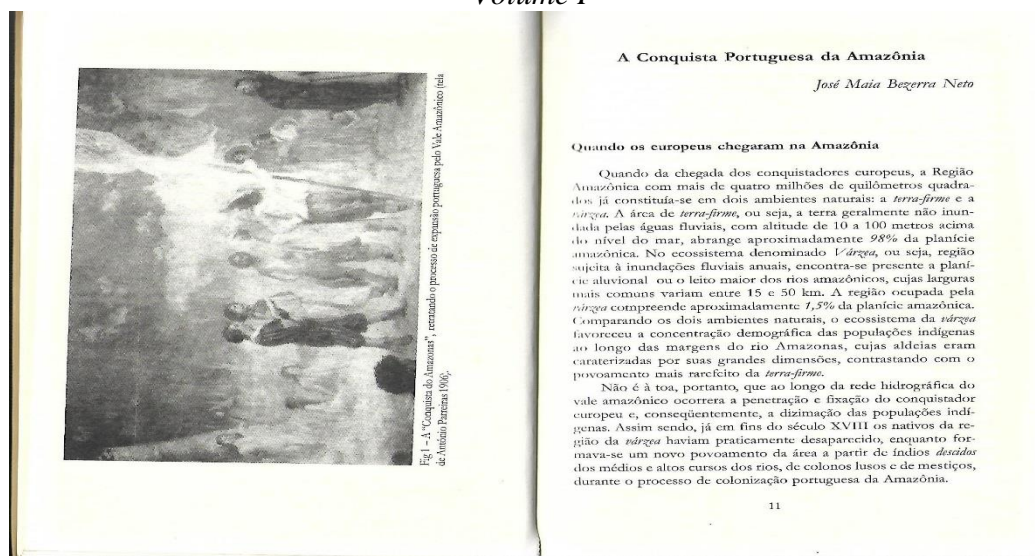 Volume I
Fig 1 – A "Conquista do Amazonas", retratando o processo de expansão portuguesa pelo Vale Amazônico (tela
de Antônio Parreiras 1906).
A Conquista Portuguesa da Amazônia
José Maia Bezerra Neto
Quando os europeus chegaram na Amazônia
Quando da chegada dos conquistadores europeus, a Região
Amazônica com mais de quatro milhões de quilômetros quadra-
dos já constituía-se em dois ambientes naturais: a terra-firme e a
várzea. A área de terra-firme, ou seja, a terra geralmente não inun-
dada pelas águas fluviais, com altitude de 10 a 100 metros acima
do nível do mar, abrange aproximadamente 98% da planície
amazônica. No ecossistema denominado Várzea, ou seja, região
sujeita à inundações fluviais anuais, encontra-se presente a planí-
cie aluvional ou o leito maior dos rios amazônicos, cujas larguras
mais comuns variam entre 15 e 50 km. A região ocupada pela
várzea compreende aproximadamente 1,5% da planície amazônica.
Comparando os dois ambientes naturais, o ecossistema da várzea
favoreceu a concentração demográfica das populações indígenas
ao longo das margens do rio Amazonas, cujas aldeias eram
caraterizadas por suas grandes dimensões, contrastando com o
povoamento mais rarefeito da terra-firme.
Não é à toa, portanto, que ao longo da rede hidrográfica do
vale amazônico ocorrera a penetração e fixação do conquistador
europeu e, conseqüentemente, a dizimação das populações indí-
genas. Assim sendo, já em fins do século XVIII os nativos da re-
gião da várzea haviam praticamente desaparecido, enquanto for-
mava-se um novo povoamento da área a partir de índios descidos
dos médios e altos cursos dos rios, de colonos lusos e de mestiços,
durante o processo de colonização portuguesa da Amazônia.
11